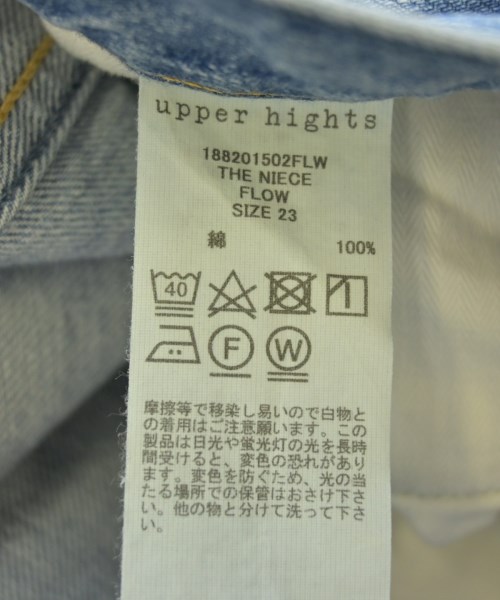 upper hights
188201502FLW
THE NIECE
FLOW
SIZE 23
綿 100%
40
F W
摩擦等で移染し易いので白物と
の着用はご注意願います。この
製品は日光や蛍光灯の光を長時
間受けると、変色の恐れがあり
ます。変色を防ぐため、光の当
たる場所での保管はおさけ下さ
い。他の物と分けて洗って下さ
い。